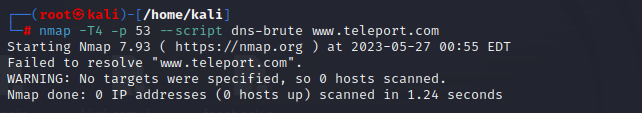 ┌──(root㉿kali)-[/home/kali]
└─# nmap -T4 -p 53 --script dns-brute www.teleport.com
Starting Nmap 7.93 ( https://nmap.org ) at 2023-05-27 00:55 EDT
Failed to resolve "www.teleport.com".
WARNING: No targets were specified, so 0 hosts scanned.
Nmap done: 0 IP addresses (0 hosts up) scanned in 1.24 seconds